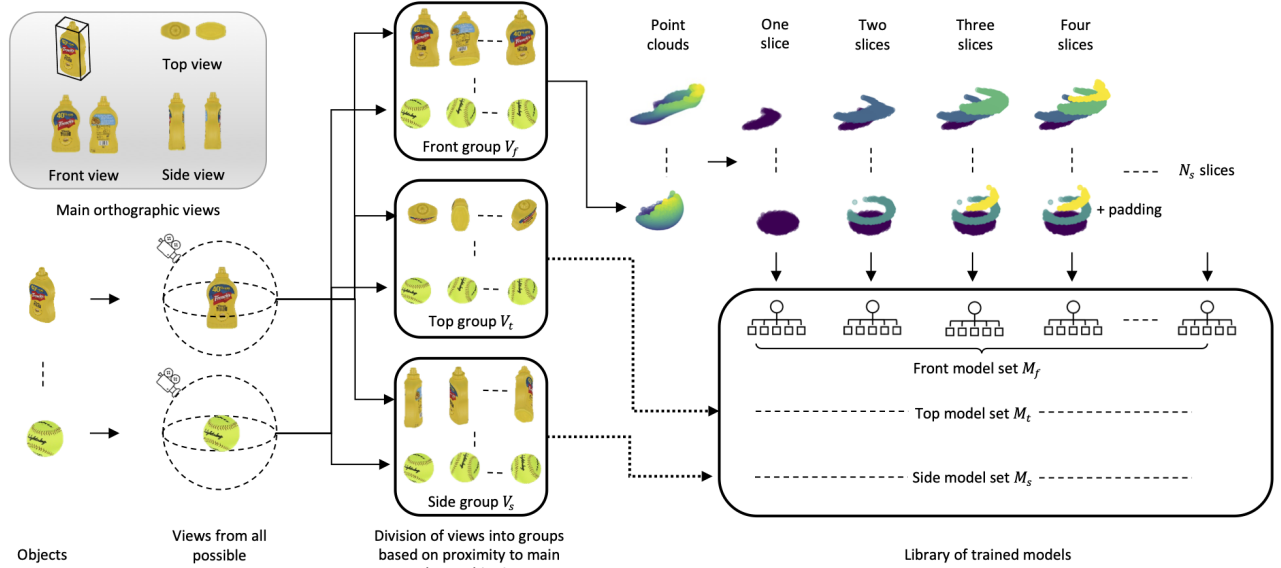 Top view
Front view
Side view
Main orthographic views
Front group V_f
Top group V_t
Side group V_s
Point
clouds
One
slice
Two
slices
Three
slices
Four
slices
N_s slices
+ padding
Front model set M_f
Top model set M_t
Side model set M_s
Objects
Views from all
possible
Division of views into groups
based on proximity to main
Library of trained models